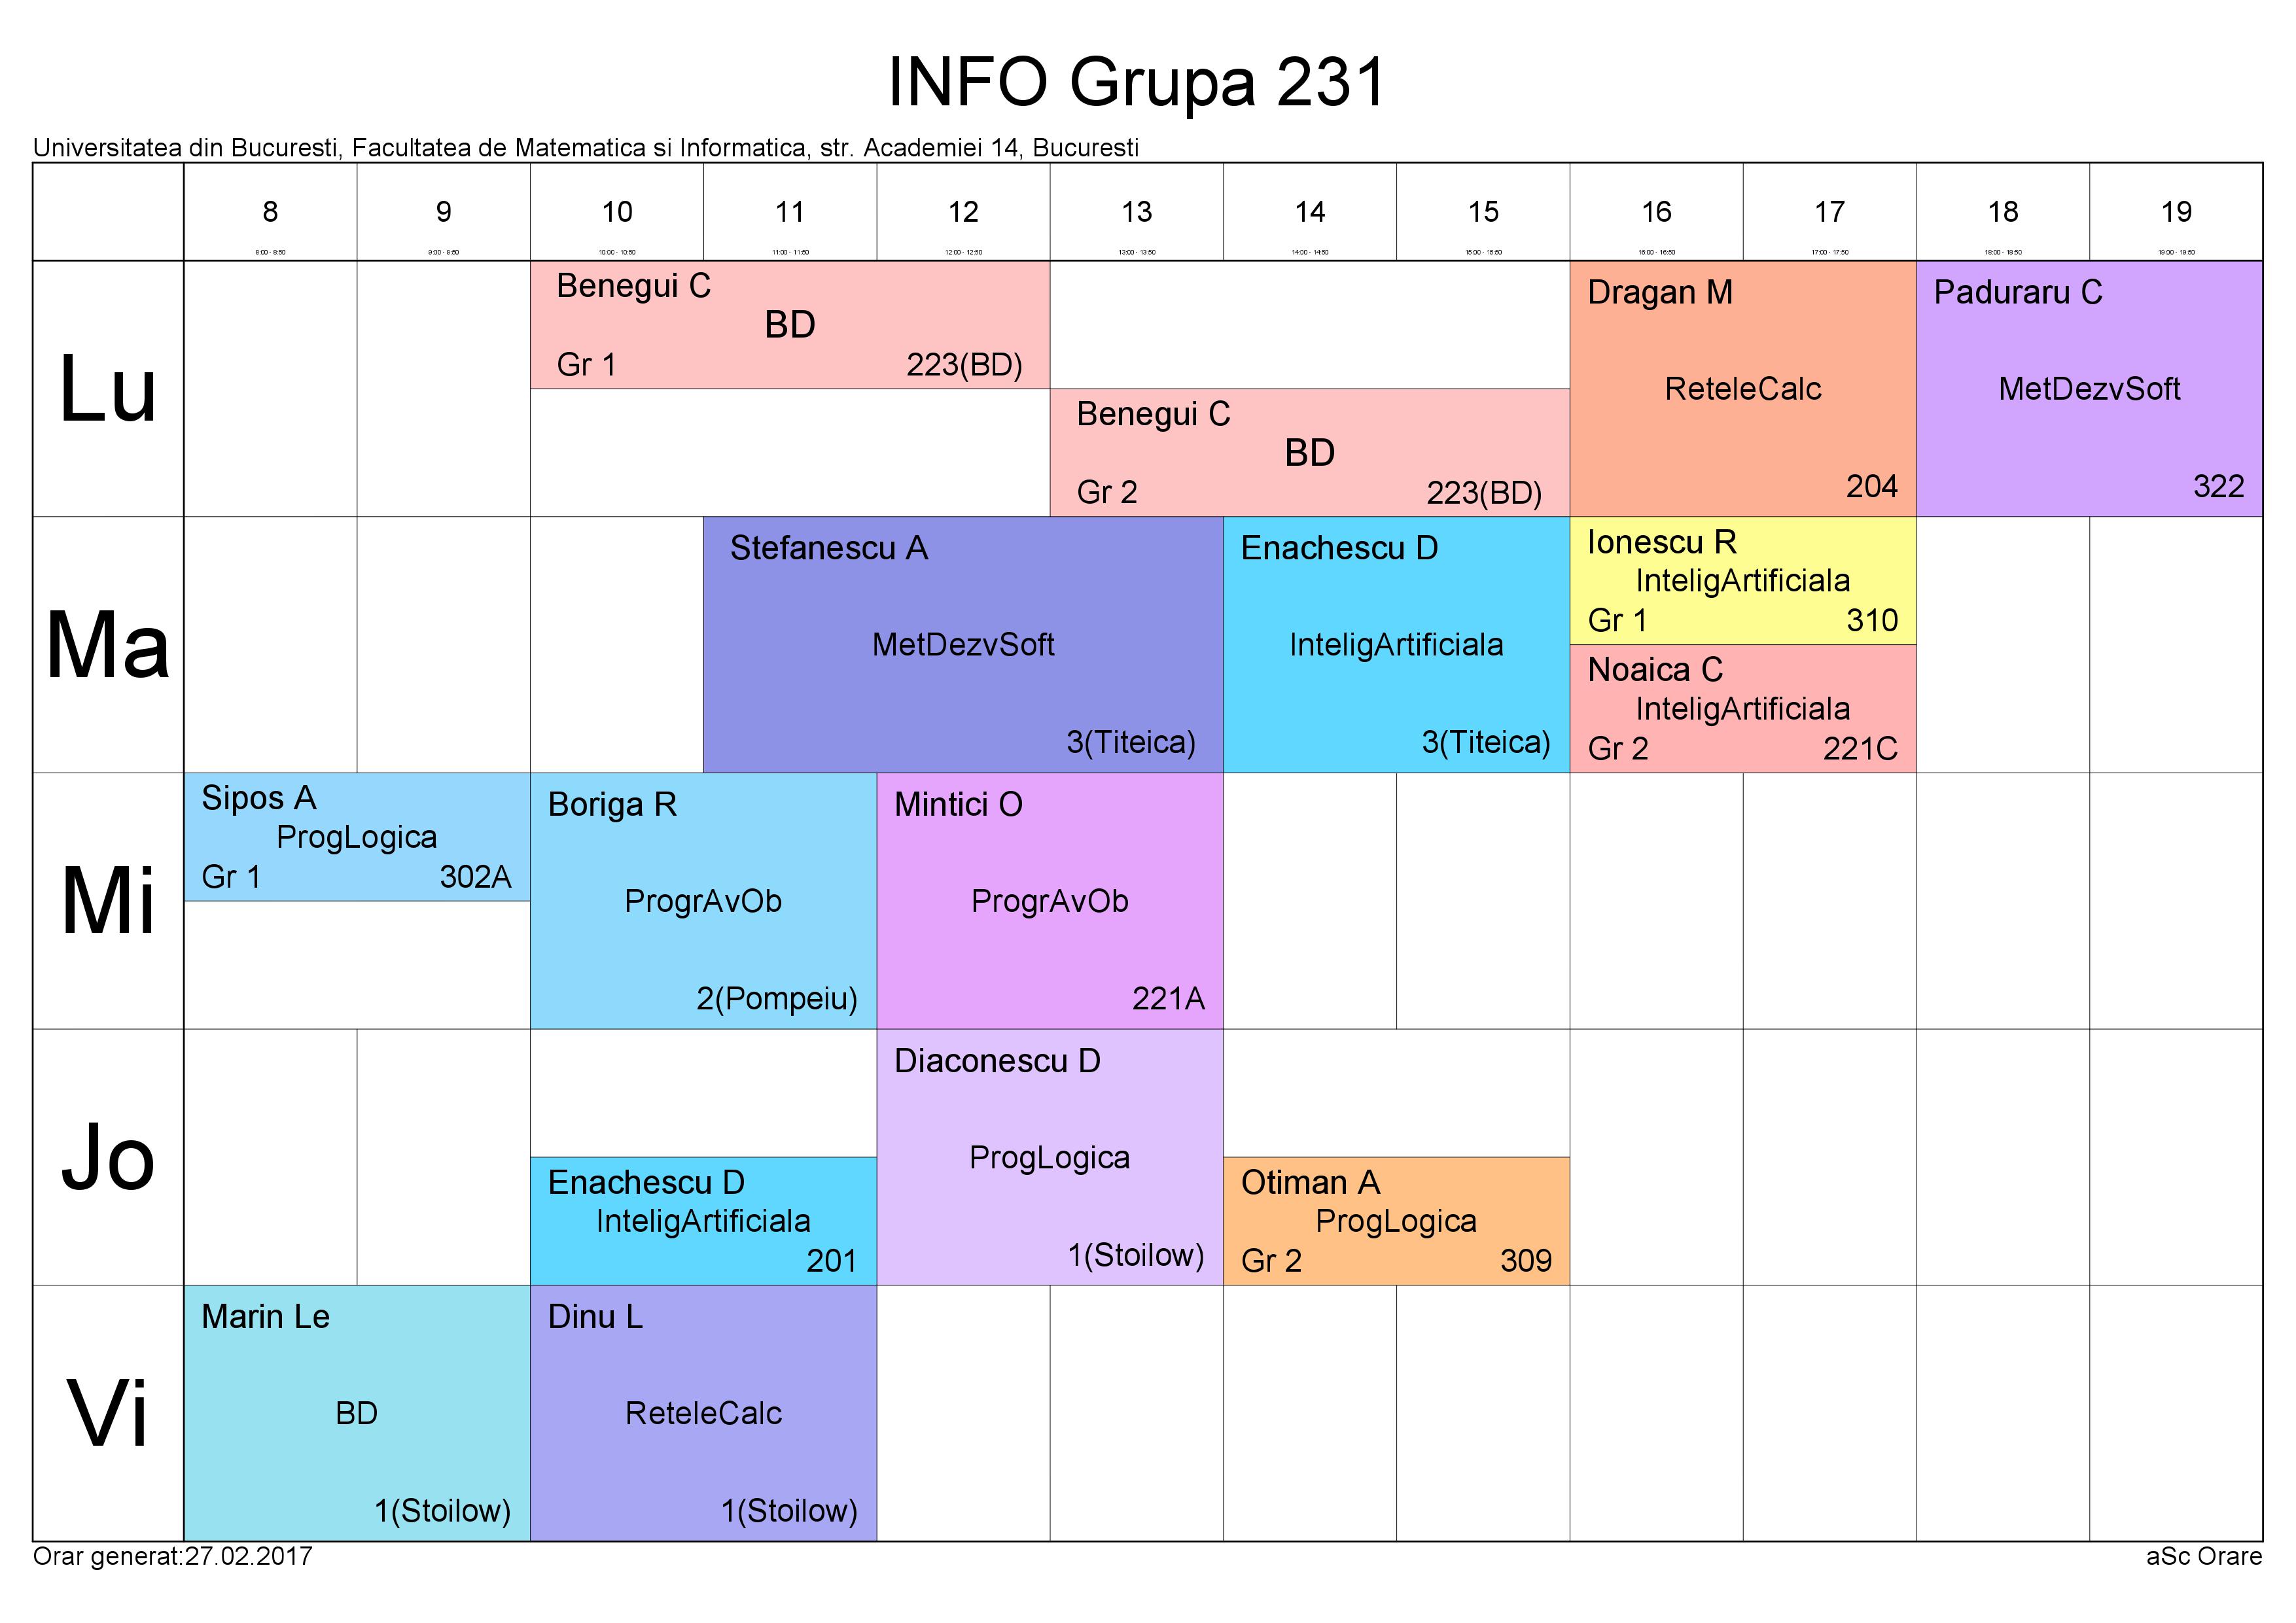 INFO Grupa 231
Universitatea din Bucuresti, Facultatea de Matematica si Informatica, str. Academiei 14, Bucuresti
8 9 10 11 12 13 14 15 16 17 18 19
8:00 - 8:50 9:00 - 9:50 10:00 - 10:50 11:00 - 11:50 12:00 - 12:50 13:00 - 13:50 14:00 - 14:50 15:00 - 15:50 16:00 - 16:50 17:00 - 17:50 18:00 - 18:50 19:00 - 19:50
Lu
Benegui C
BD
Gr 1 223(BD)
Benegui C
BD
Gr 2 223(BD)
Dragan M
ReteleCalc
204
Paduraru C
MetDezvSoft
322
Ma
Stefanescu A
MetDezvSoft
3(Titeica)
Enachescu D
InteligArtificiala
3(Titeica)
Ionescu R
InteligArtificiala
Gr 1 310
Noaica C
InteligArtificiala
Gr 2 221C
Mi
Sipos A
ProgLogica
Gr 1 302A
Boriga R
ProgrAvOb
2(Pompeiu)
Mintici O
ProgrAvOb
221A
Jo
Enachescu D
InteligArtificiala
201
Diaconescu D
ProgLogica
1(Stoilow)
Otiman A
ProgLogica
Gr 2 309
Vi
Marin Le
BD
1(Stoilow)
Dinu L
ReteleCalc
1(Stoilow)
Orar generat:27.02.2017
aSc Orare